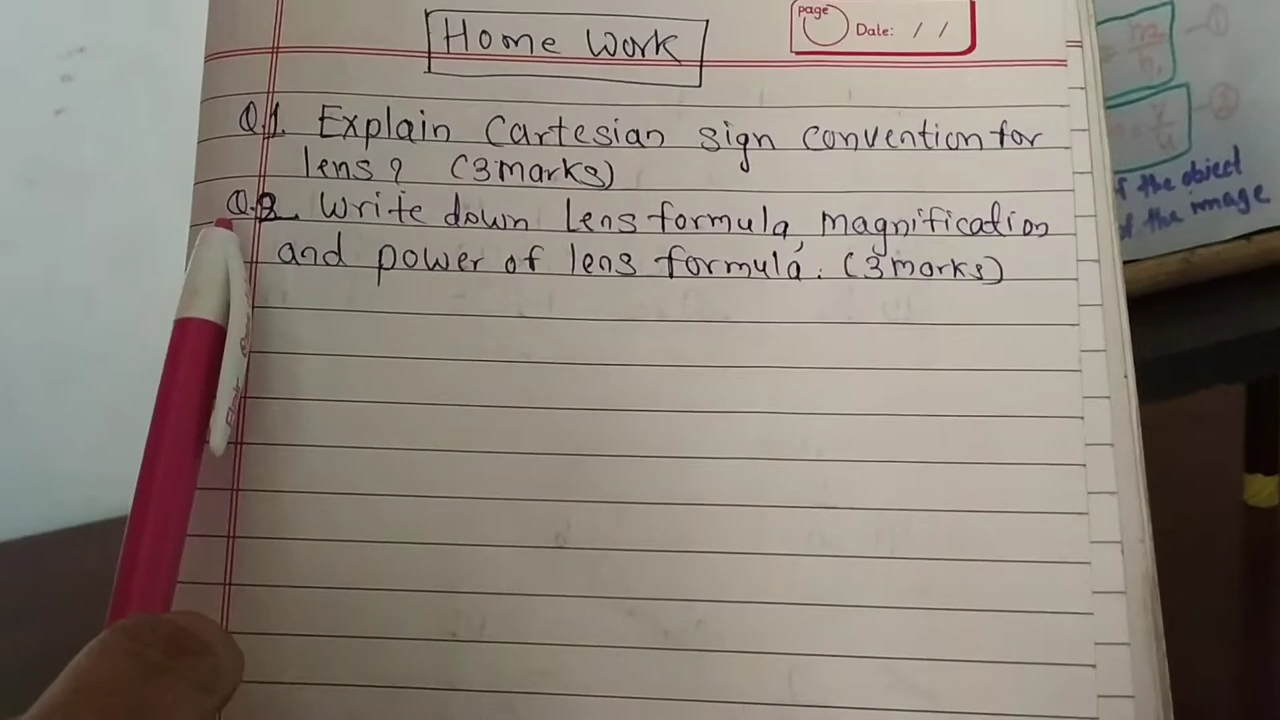 Home Work
page
Date: / /
Q.1. Explain Cartesian sign convention for
lens? (3 marks)
Q.2. Write down Lens formula, magnification
and power of lens formula. (3 marks)
the object
the image